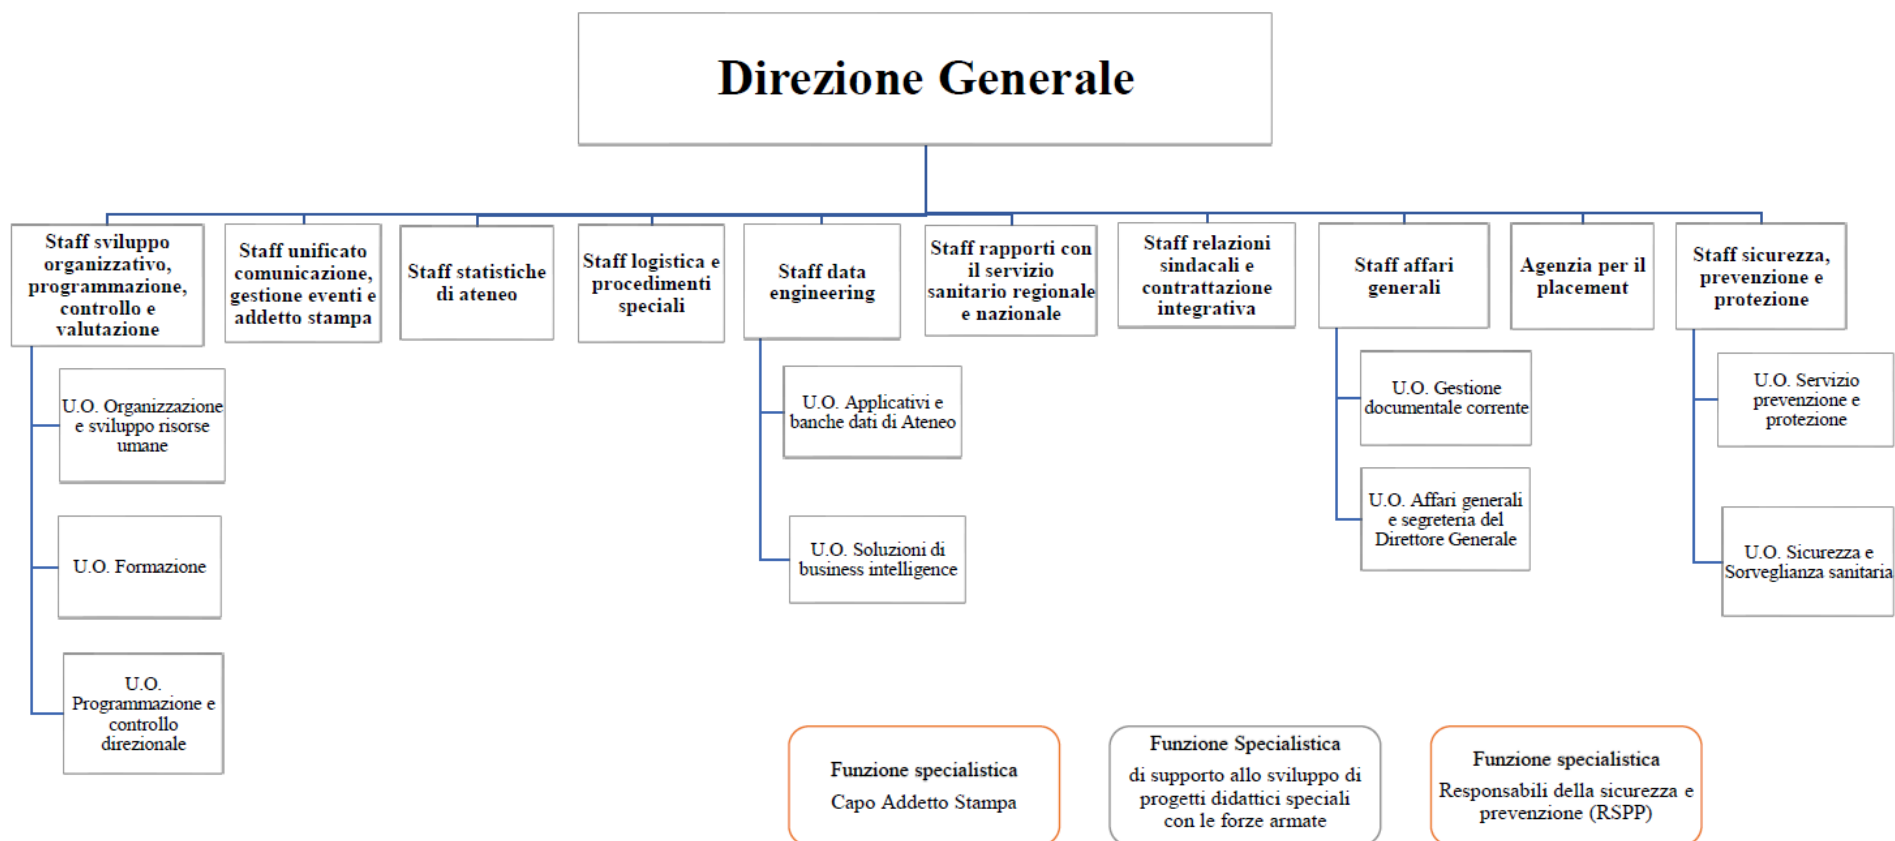 Direzione Generale
Staff sviluppo
organizzativo,
programmazione,
controllo e
valutazione
Staff unificato
comunicazione,
gestione eventi e
addetto stampa
Staff statistiche
di ateneo
Staff logistica e
procedimenti
speciali
Staff data
engineering
Staff rapporti con
il servizio
sanitario regionale
e nazionale
Staff relazioni
sindacali e
contrattazione
integrativa
Staff affari
generali
Agenzia per il
placement
Staff sicurezza,
prevenzione e
protezione
U.O. Organizzazione
e sviluppo risorse
umane
U.O. Formazione
U.O.
Programmazione e
controllo
direzionale
U.O. Applicativi e
banche dati di Ateneo
U.O. Soluzioni di
business intelligence
U.O. Gestione
documentale corrente
U.O. Affari generali
e segreteria del
Direttore Generale
U.O. Servizio
prevenzione e
protezione
U.O. Sicurezza e
Sorveglianza sanitaria
Funzione specialistica
Capo Addetto Stampa
Funzione Specialistica
di supporto allo sviluppo di
progetti didattici speciali
con le forze armate
Funzione specialistica
Responsabili della sicurezza e
prevenzione (RSPP)